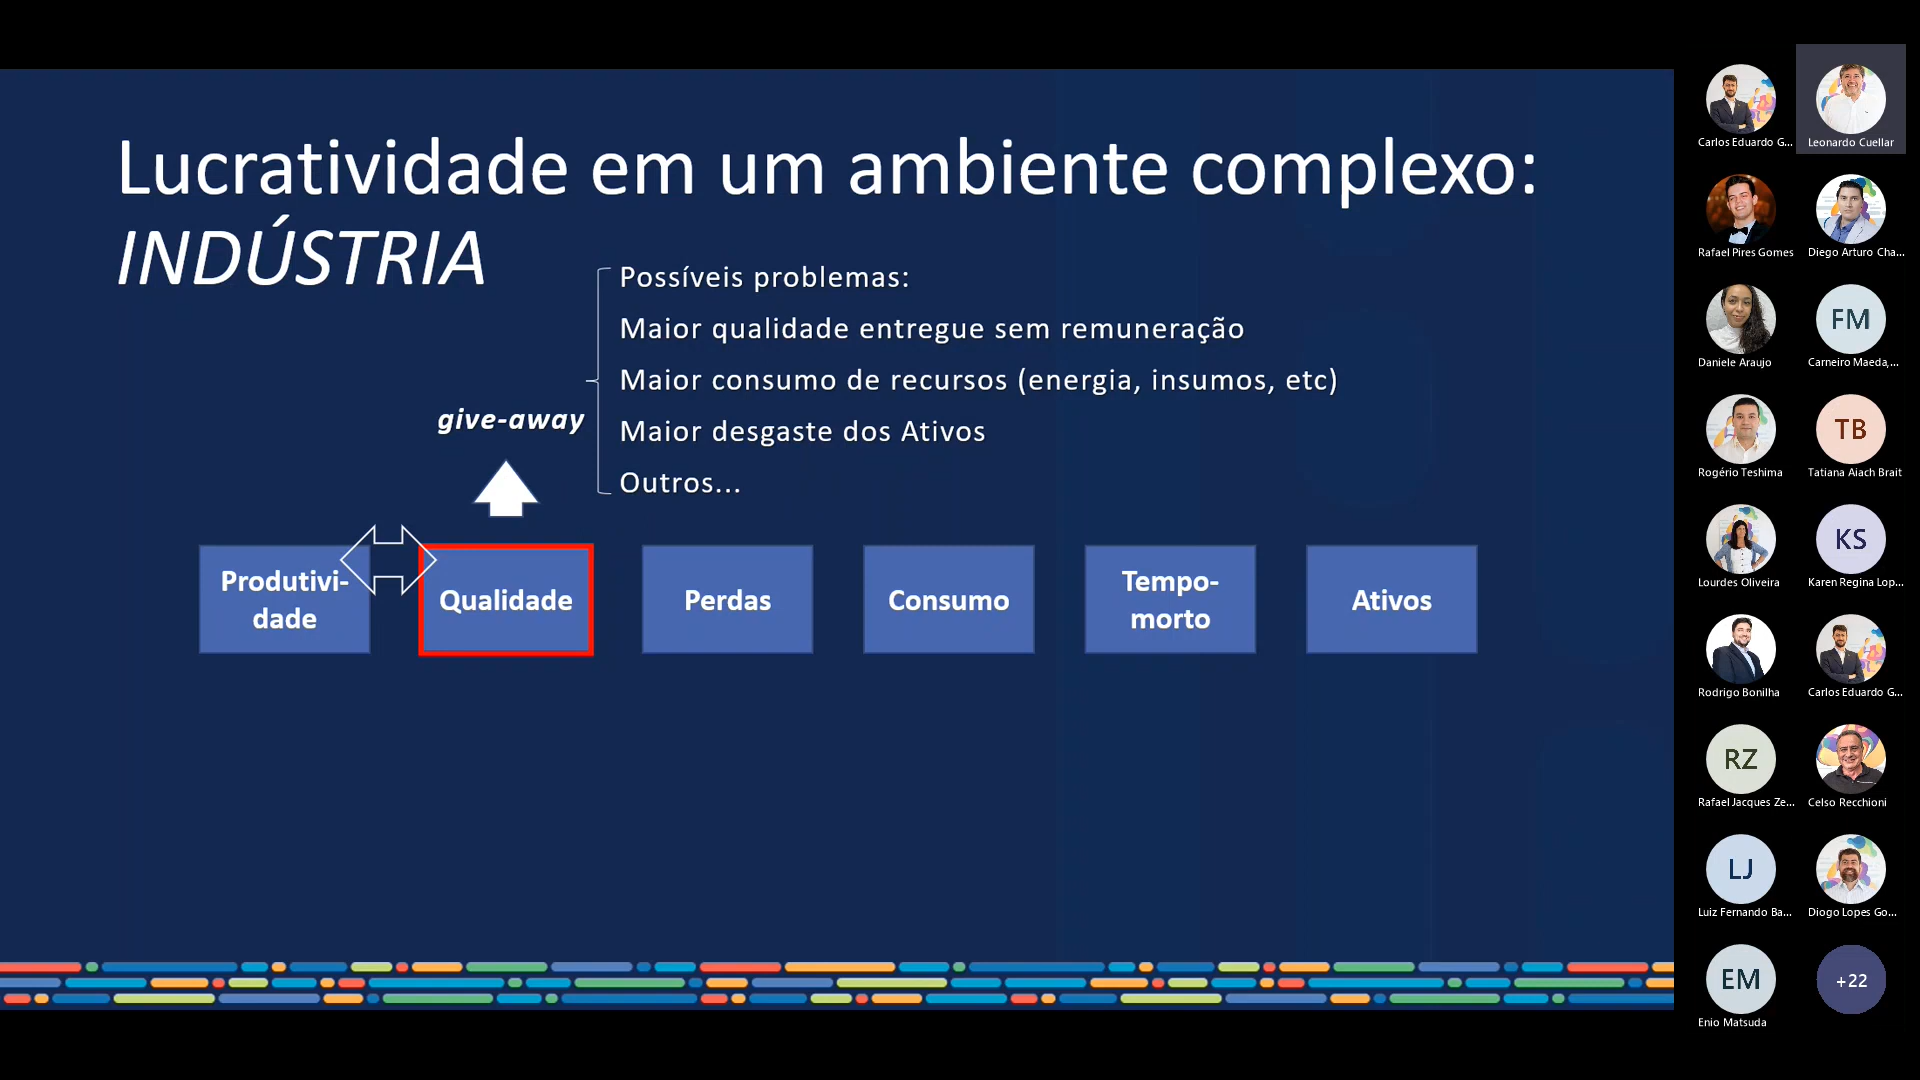 Lucratividade em um ambiente complexo:
INDÚSTRIA
Possíveis problemas:
Maior qualidade entregue sem remuneração
Maior consumo de recursos (energia, insumos, etc)
give-away
Maior desgaste dos Ativos
Outros...
Produtivi-
dade
Qualidade
Perdas
Consumo
Tempo-
morto
Ativos
Carlos Eduardo G...
Leonardo Cuellar
Rafael Pires Gomes
Diego Arturo Cha...
Daniele Araujo
FM
Carneiro Maeda,...
Rogério Teshima
TB
Tatiana Aiach Brait
Lourdes Oliveira
KS
Karen Regina Lop...
Rodrigo Bonilha
Carlos Eduardo G...
RZ
Rafael Jacques Ze...
Celso Recchioni
LJ
Luiz Fernando Ba...
Diogo Lopes Go...
EM
Enio Matsuda
+22